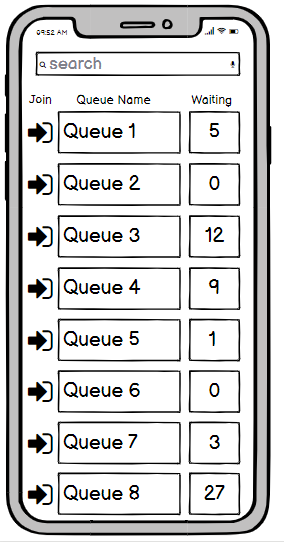 09:52 AM
search
Join Queue Name Waiting
Queue 1 5
Queue 2 0
Queue 3 12
Queue 4 9
Queue 5 1
Queue 6 0
Queue 7 3
Queue 8 27